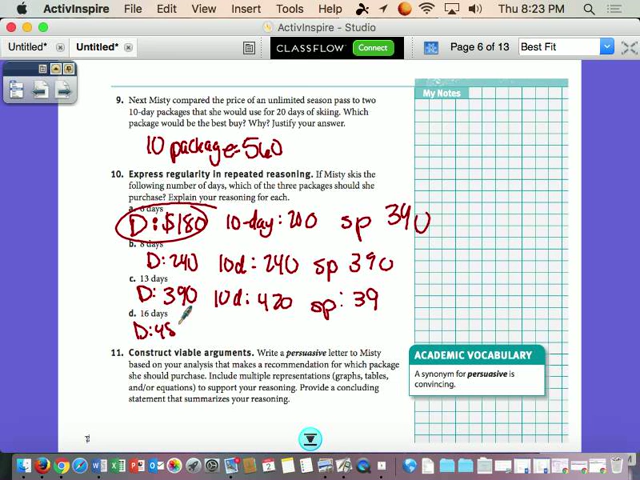 ActivInspire File Edit View Insert Tools Help Thu 8:23 PM
ActivInspire - Studio
Untitled* Untitled* CLASSFLOW Connect Page 6 of 13 Best Fit
My Notes
9. Next Misty compared the price of an unlimited season pass to two
10-day packages that she would use for 20 days of skiing. Which
package would be the best buy? Why? Justify your answer.
10 package=560
10. Express regularity in repeated reasoning. If Misty skis the
following number of days, which of the three packages should she
purchase? Explain your reasoning for each.
a. 6 days
D: $180 10-day: 200 sp 390
b. 8 days
D: 240 10d: 240 sp 390
c. 13 days
D: 390 10d: 420 sp: 39
d. 16 days
D:48
11. Construct viable arguments. Write a persuasive letter to Misty
based on your analysis that makes a recommendation for which package
she should purchase. Include multiple representations (graphs, tables,
and/or equations) to support your reasoning. Provide a concluding
statement that summarizes your reasoning.
ACADEMIC VOCABULARY
A synonym for persuasive is
convincing.